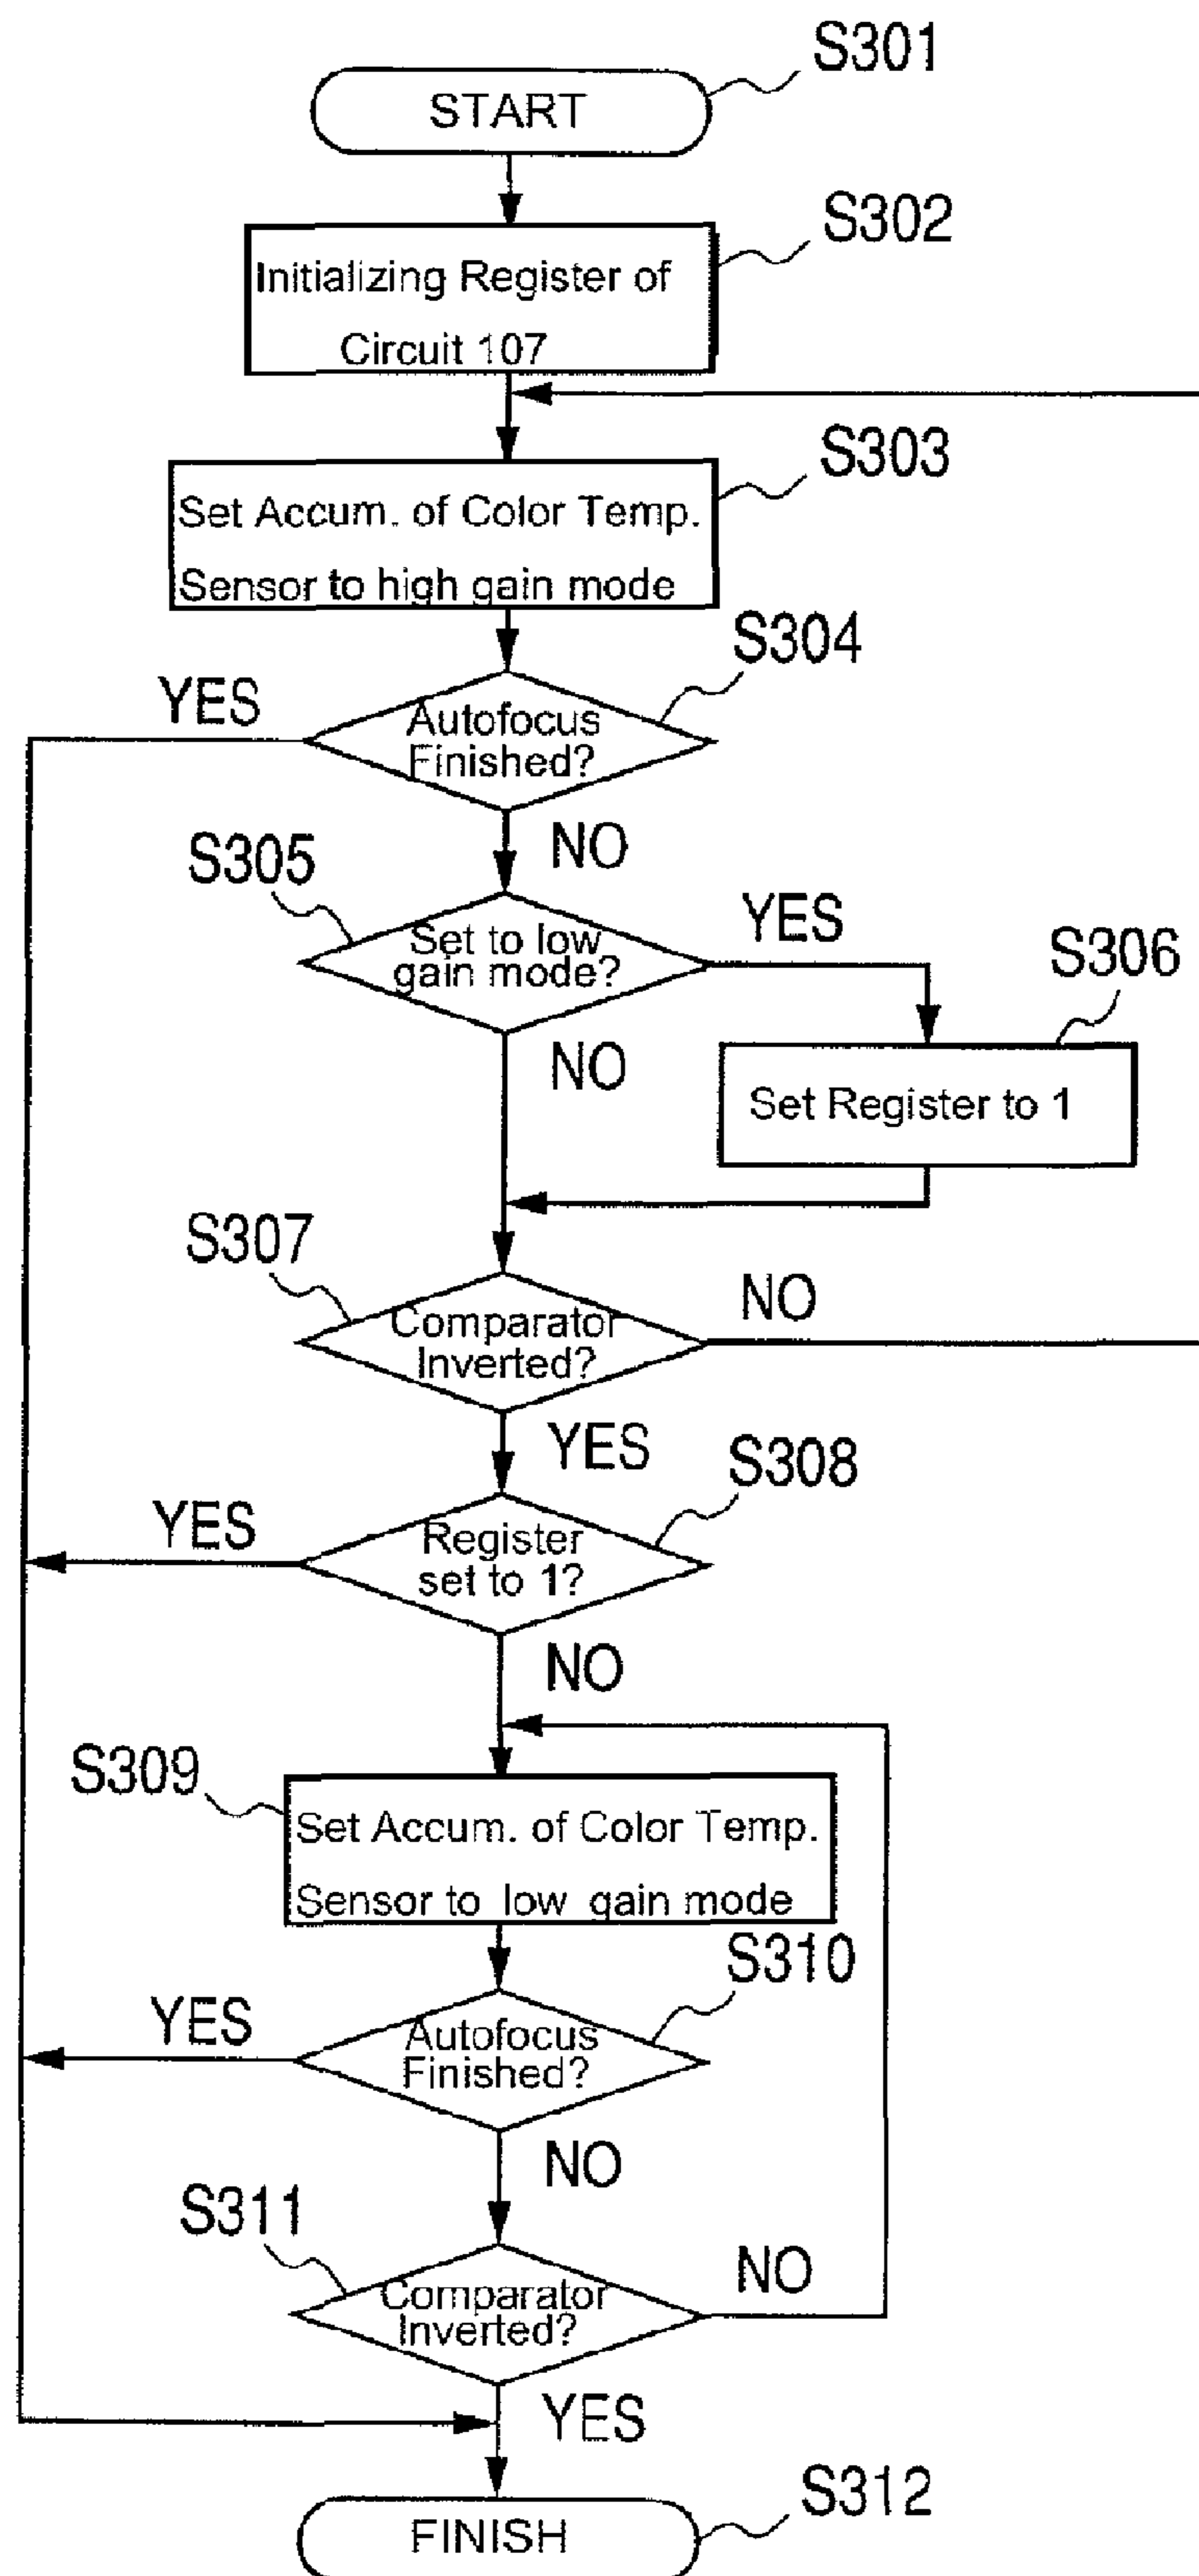 S301
START
S302
Initializing Register of
Circuit 107
S303
Set Accum. of Color Temp.
Sensor to high gain mode
S304
YES
Autofocus
Finished?
NO
S305
Set to low
gain mode?
YES
S306
NO
Set Register to 1
S307
Comparator
Inverted?
NO
YES
S308
YES
Register
set to 1?
NO
S309
Set Accum. of Color Temp.
Sensor to low gain mode
S310
YES
Autofocus
Finished?
NO
S311
Comparator
Inverted?
NO
YES
S312
FINISH